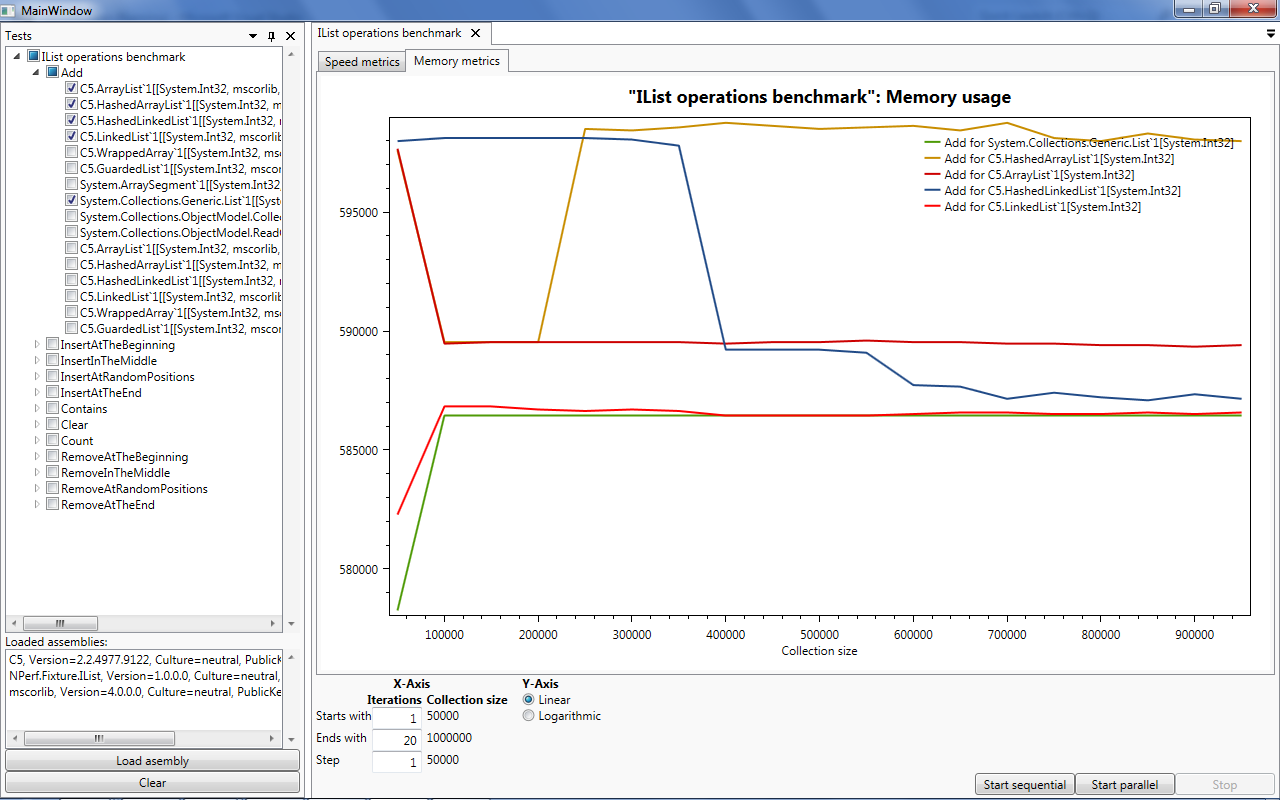 MainWindow
Tests
IList operations benchmark
Add
C5.ArrayList`1[[System.Int32, mscorlib,
C5.HashedArrayList`1[[System.Int32, m
C5.HashedLinkedList`1[[System.Int32, m
C5.LinkedList`1[[System.Int32, mscorlib
C5.WrappedArray`1[[System.Int32, msc
C5.GuardedList`1[[System.Int32, mscor
System.ArraySegment`1[[System.Int32,
System.Collections.Generic.List`1[[Syst
System.Collections.ObjectModel.Collec
System.Collections.ObjectModel.ReadO
C5.ArrayList`1[[System.Int32, mscorlib,
C5.HashedArrayList`1[[System.Int32, m
C5.HashedLinkedList`1[[System.Int32, m
C5.LinkedList`1[[System.Int32, mscorlib
C5.WrappedArray`1[[System.Int32, msc
C5.GuardedList`1[[System.Int32, mscor
InsertAtTheBeginning
InsertInTheMiddle
InsertAtRandomPositions
InsertAtTheEnd
Contains
Clear
Count
RemoveAtTheBeginning
RemoveInTheMiddle
RemoveAtRandomPositions
RemoveAtTheEnd
Loaded assemblies:
C5, Version=2.2.4977.9122, Culture=neutral, PublicK
NPerf.Fixture.IList, Version=1.0.0.0, Culture=neutral,
mscorlib, Version=4.0.0.0, Culture=neutral, PublicKe
Load asembly
Clear
IList operations benchmark
Speed metrics
Memory metrics
"IList operations benchmark": Memory usage
Add for System.Collections.Generic.List`1[System.Int32]
Add for C5.HashedArrayList`1[System.Int32]
Add for C5.ArrayList`1[System.Int32]
Add for C5.HashedLinkedList`1[System.Int32]
Add for C5.LinkedList`1[System.Int32]
595000
590000
585000
580000
100000 200000 300000 400000 500000 600000 700000 800000 900000
Collection size
X-Axis
Iterations Collection size
Starts with 1 50000
Ends with 20 1000000
Step 1 50000
Y-Axis
Linear
Logarithmic
Start sequential
Start parallel
Stop